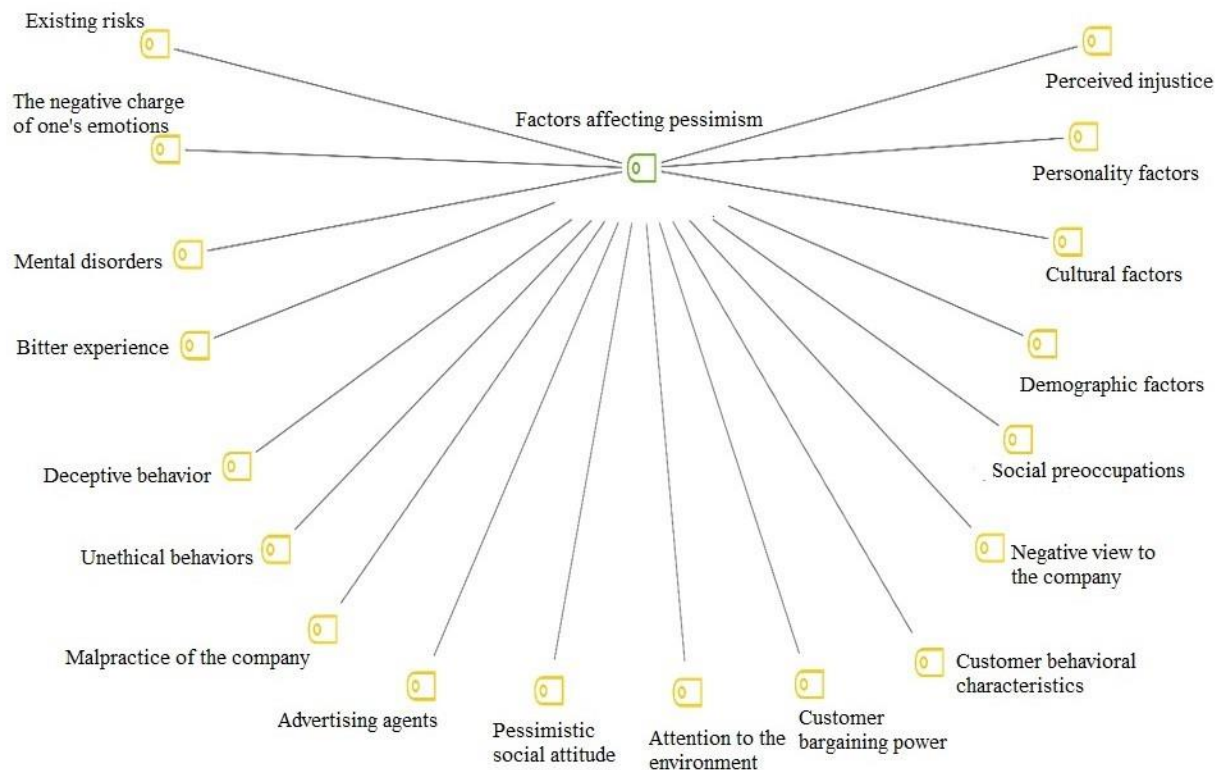 Existing risks
The negative charge
of one's emotions
Mental disorders
Bitter experience
Deceptive behavior
Unethical behaviors
Malpractice of the company
Advertising agents
Pessimistic
social attitude
Attention to the
environment
Customer
bargaining power
Customer behavioral
characteristics
Negative view to
the company
Social preoccupations
Demographic factors
Cultural factors
Personality factors
Perceived injustice
Factors affecting pessimism